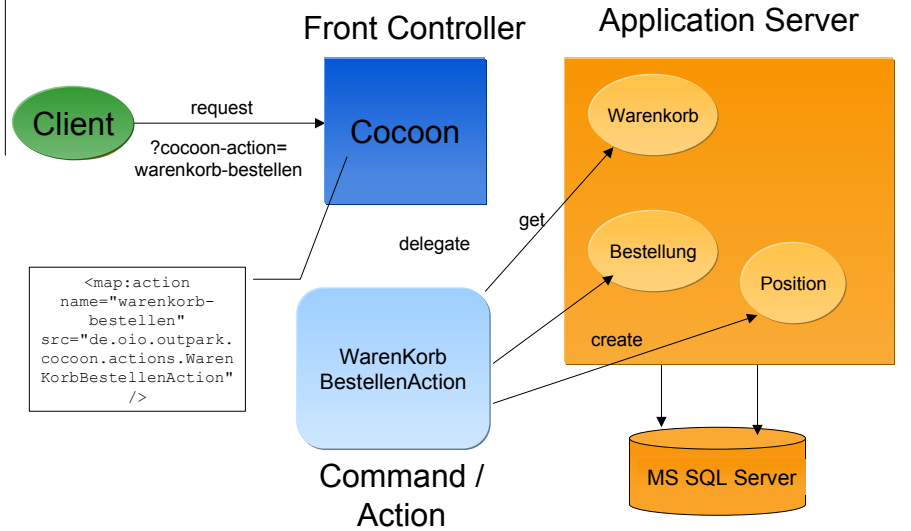 Front Controller
Application Server
Client
request
?cocoon-action=
warenkorb-bestellen
Cocoon
Warenkorb
get
delegate
Bestellung
Position
<map:action
name="warenkorb-
bestellen"
src="de.oio.outpark.
cocoon.actions.Waren
KorbBestellenAction"
/>
WarenKorb
BestellenAction
create
Command /
Action
MS SQL Server